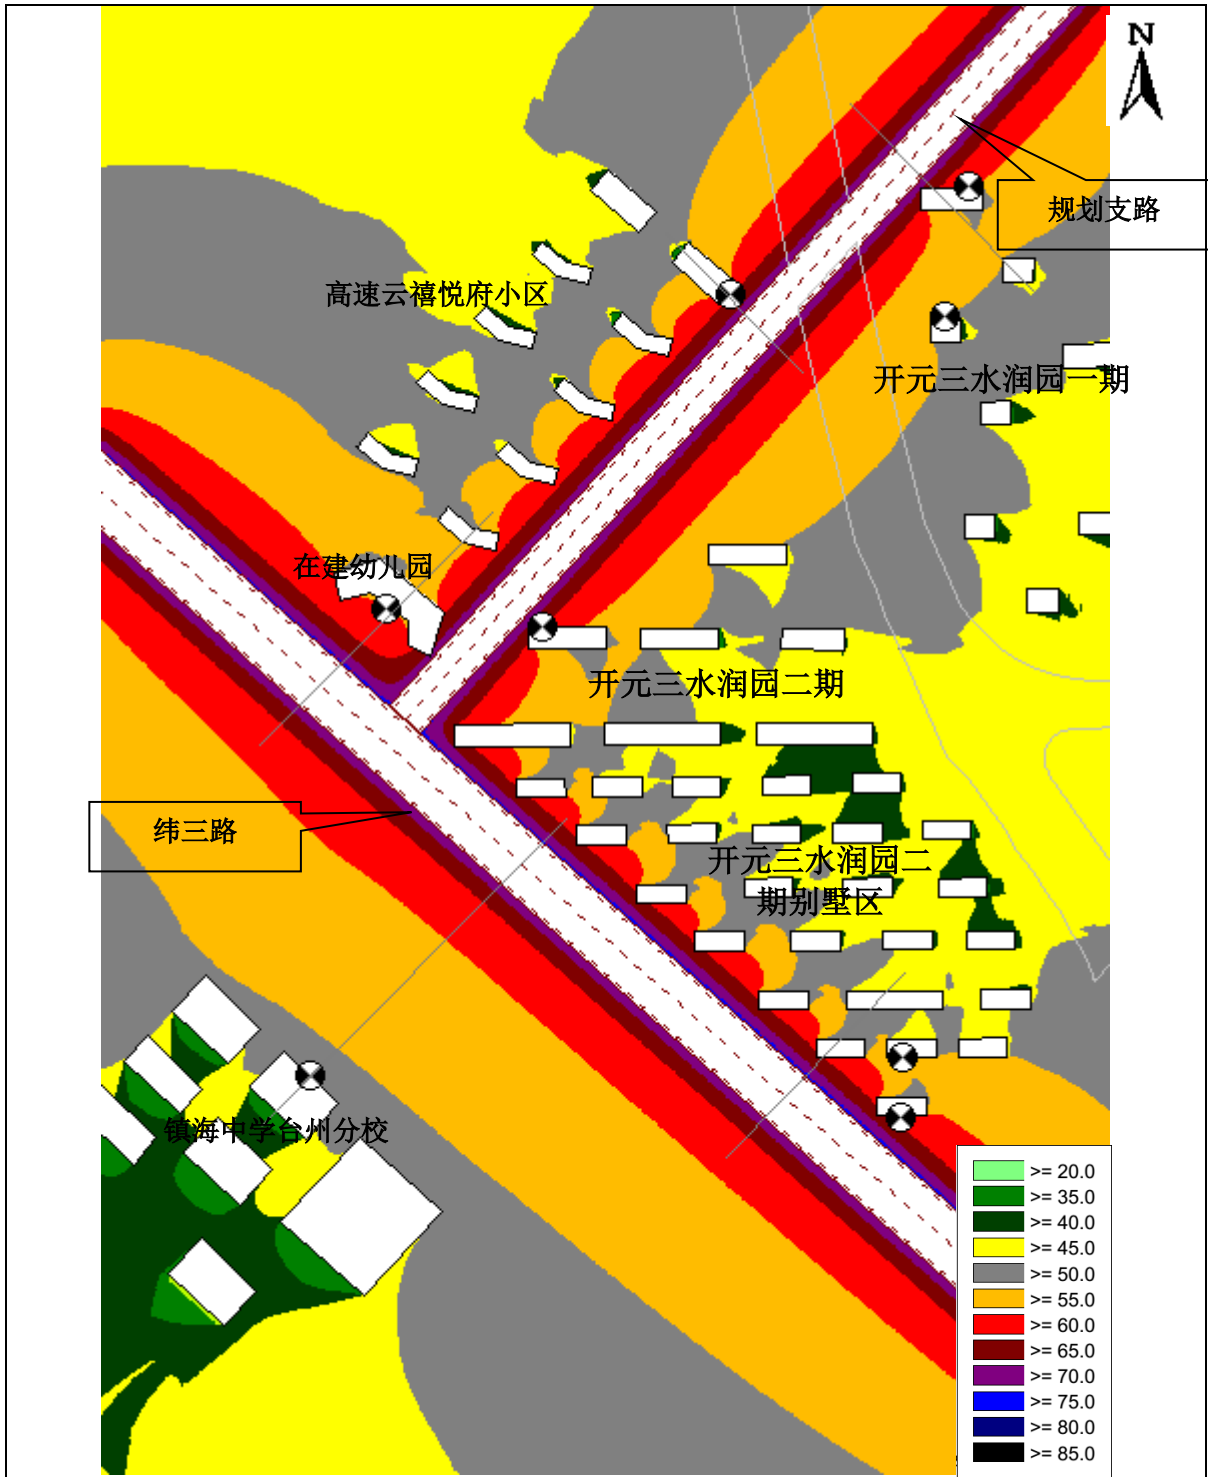 N
规划支路
高速云禧悦府小区
开元三水润园一期
在建幼儿园
开元三水润园二期
纬三路
开元三水润园二
期别墅区
镇海中学台州分校
>= 20.0
>= 35.0
>= 40.0
>= 45.0
>= 50.0
>= 55.0
>= 60.0
>= 65.0
>= 70.0
>= 75.0
>= 80.0
>= 85.0